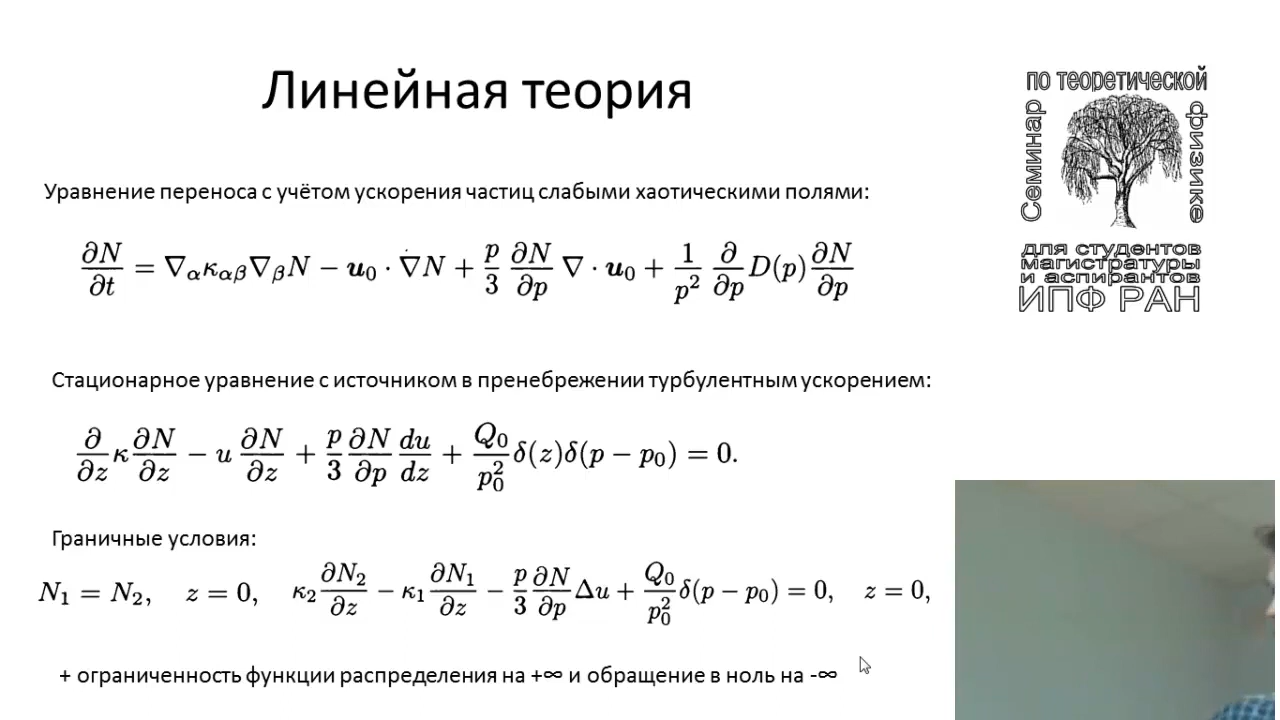 Линейная теория
по теоретической
Семинар
физике
для студентов
магистратуры
и аспирантов
ИПФ РАН
Уравнение переноса с учётом ускорения частиц слабыми хаотическими полями:
∂N/∂t = ∇_α κ_αβ ∇_β N − u₀ · ∇N + p/3 ∂N/∂p ∇ · u₀ + 1/p² ∂/∂p D(p) ∂N/∂p
Стационарное уравнение с источником в пренебрежении турбулентным ускорением:
∂/∂z κ ∂N/∂z − u ∂N/∂z + p/3 ∂N/∂p du/dz + Q₀/p₀² δ(z)δ(p − p₀) = 0.
Граничные условия:
N₁ = N₂, z = 0, κ₂ ∂N₂/∂z − κ₁ ∂N₁/∂z − p/3 ∂N/∂p Δu + Q₀/p₀² δ(p − p₀) = 0, z = 0,
+ ограниченность функции распределения на +∞ и обращение в ноль на -∞